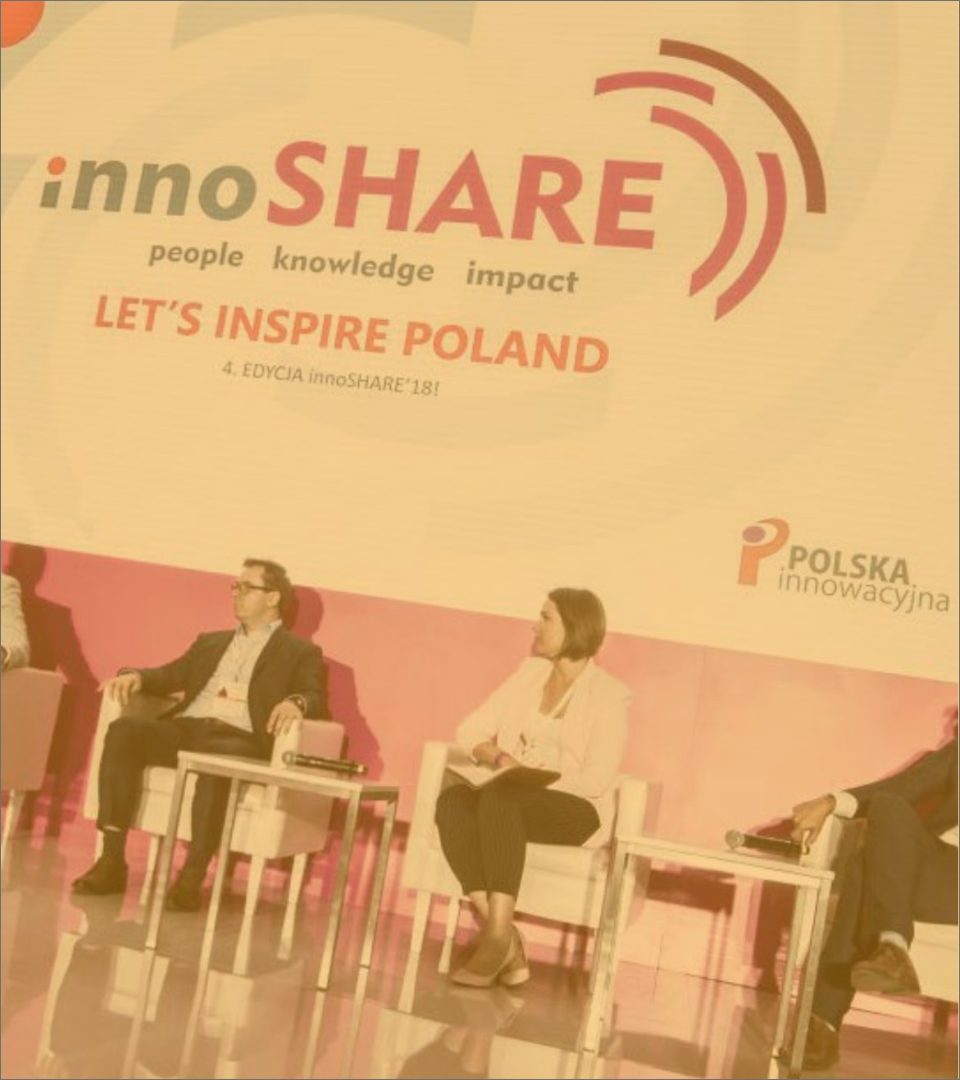 innoSHARE
people knowledge impact
LET'S INSPIRE POLAND
4. EDYCJA innoSHARE'18!
POLSKA
innowacyjna